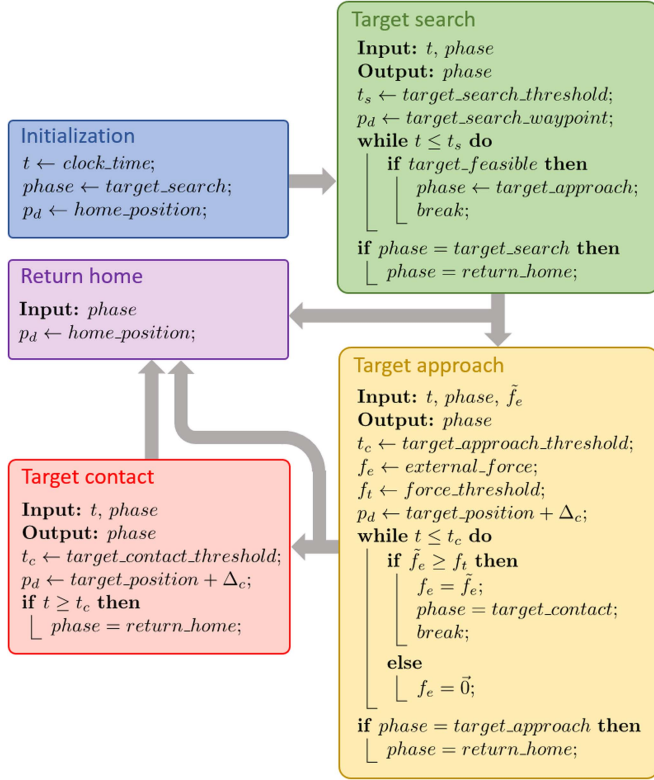 Initialization
t ← clock_time;
phase ← target_search;
p_d ← home_position;
Target search
Input: t, phase
Output: phase
t_s ← target_search_threshold;
p_d ← target_search_waypoint;
while t ≤ t_s do
if target_feasible then
phase ← target_approach;
break;
if phase = target_search then
phase = return_home;
Return home
Input: phase
p_d ← home_position;
Target approach
Input: t, phase, f̃_e
Output: phase
t_c ← target_approach_threshold;
f_e ← external_force;
f_t ← force_threshold;
p_d ← target_position + Δ_c;
while t ≤ t_c do
if f̃_e ≥ f_t then
f_e = f̃_e;
phase = target_contact;
break;
else
f_e = 0⃗;
if phase = target_approach then
phase = return_home;
Target contact
Input: t, phase
Output: phase
t_c ← target_contact_threshold;
p_d ← target_position + Δ_c;
if t ≥ t_c then
phase = return_home;